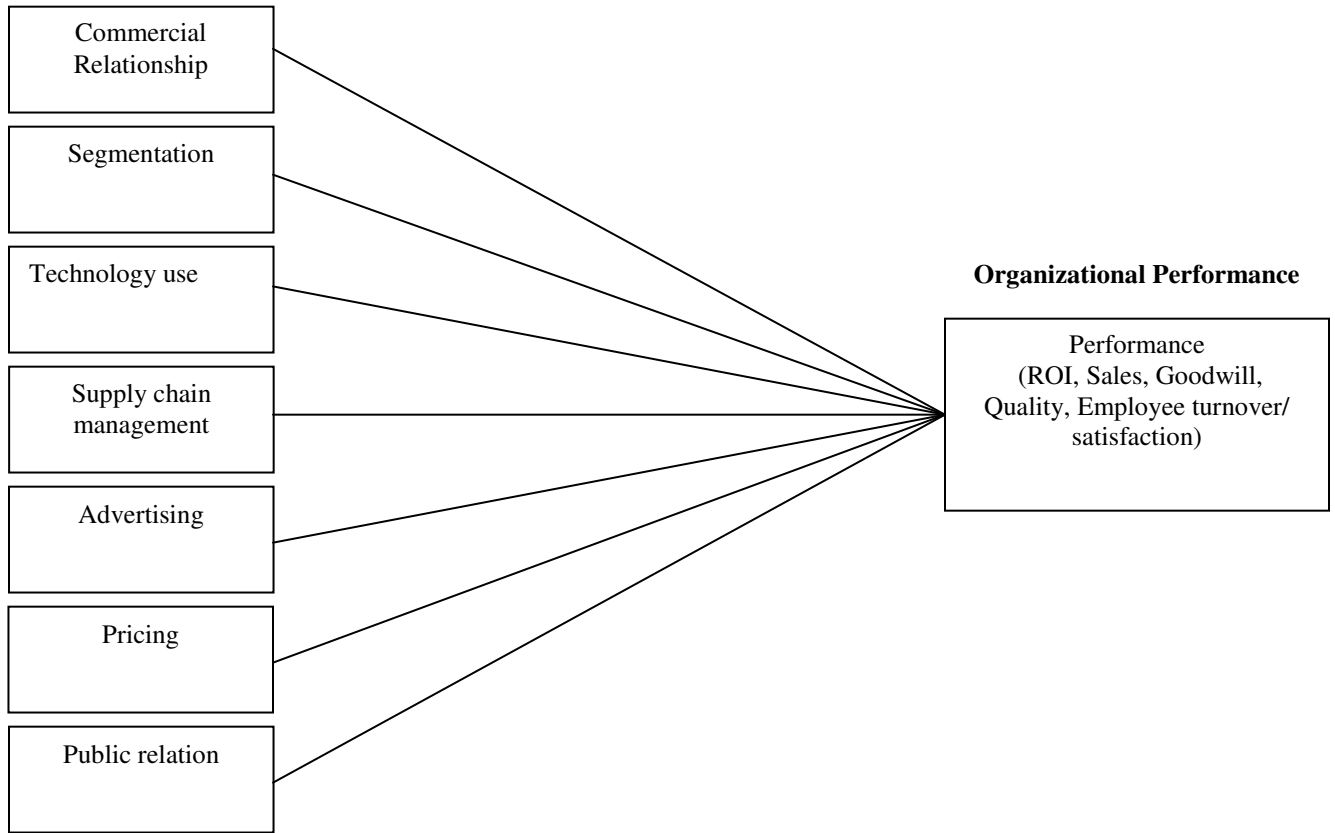 Commercial
Relationship
Segmentation
Technology use
Supply chain
management
Advertising
Pricing
Public relation
Organizational Performance
Performance
(ROI, Sales, Goodwill,
Quality, Employee turnover/
satisfaction)